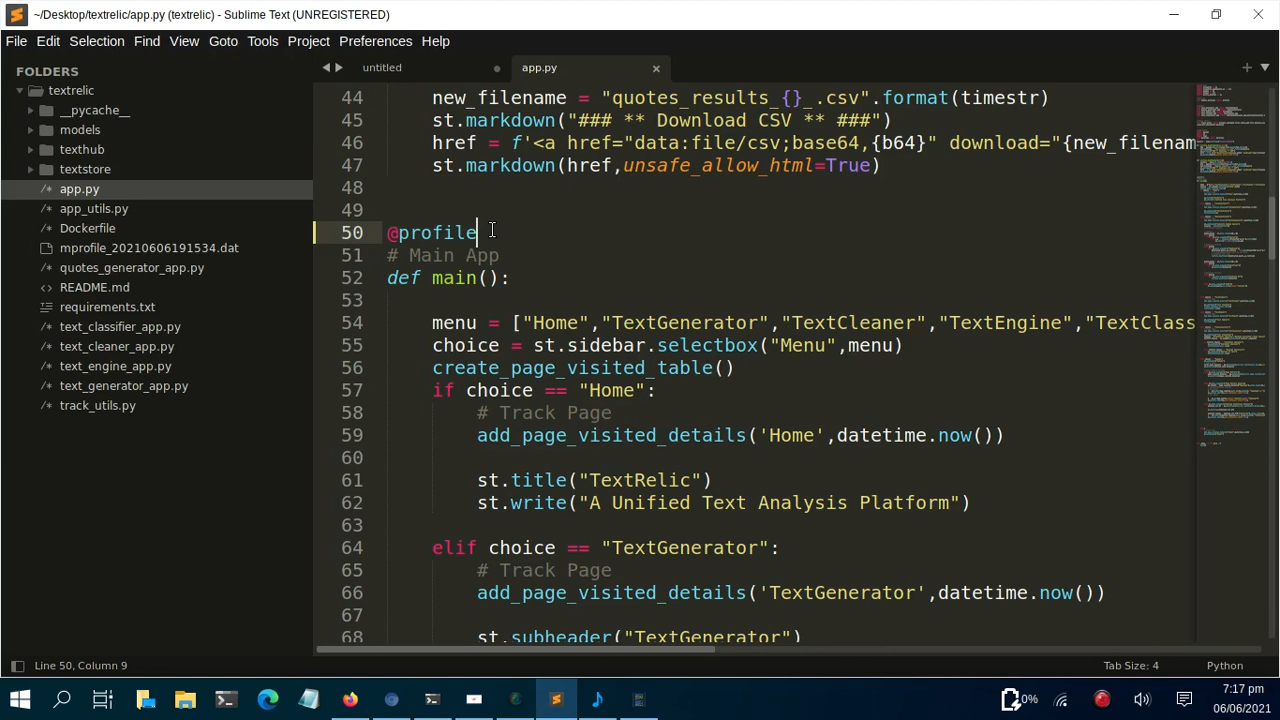 ~/Desktop/textrelic/app.py (textrelic) - Sublime Text (UNREGISTERED)
File Edit Selection Find View Goto Tools Project Preferences Help
FOLDERS
textrelic
__pycache__
models
texthub
textstore
app.py
app_utils.py
Dockerfile
mprofile_20210606191534.dat
quotes_generator_app.py
README.md
requirements.txt
text_classifier_app.py
text_cleaner_app.py
text_engine_app.py
text_generator_app.py
track_utils.py
untitled app.py
44 new_filename = "quotes_results_{}_.csv".format(timestr)
45 st.markdown("### ** Download CSV ** ###")
46 href = f'<a href="data:file/csv;base64,{b64}" download="{new_filenam
47 st.markdown(href,unsafe_allow_html=True)
48
49
50 @profile
51 # Main App
52 def main():
53
54 menu = ["Home","TextGenerator","TextCleaner","TextEngine","TextClass
55 choice = st.sidebar.selectbox("Menu",menu)
56 create_page_visited_table()
57 if choice == "Home":
58 # Track Page
59 add_page_visited_details('Home',datetime.now())
60
61 st.title("TextRelic")
62 st.write("A Unified Text Analysis Platform")
63
64 elif choice == "TextGenerator":
65 # Track Page
66 add_page_visited_details('TextGenerator',datetime.now())
67
68 st.subheader("TextGenerator")
Line 50, Column 9 Tab Size: 4 Python
0% 7:17 pm
06/06/2021